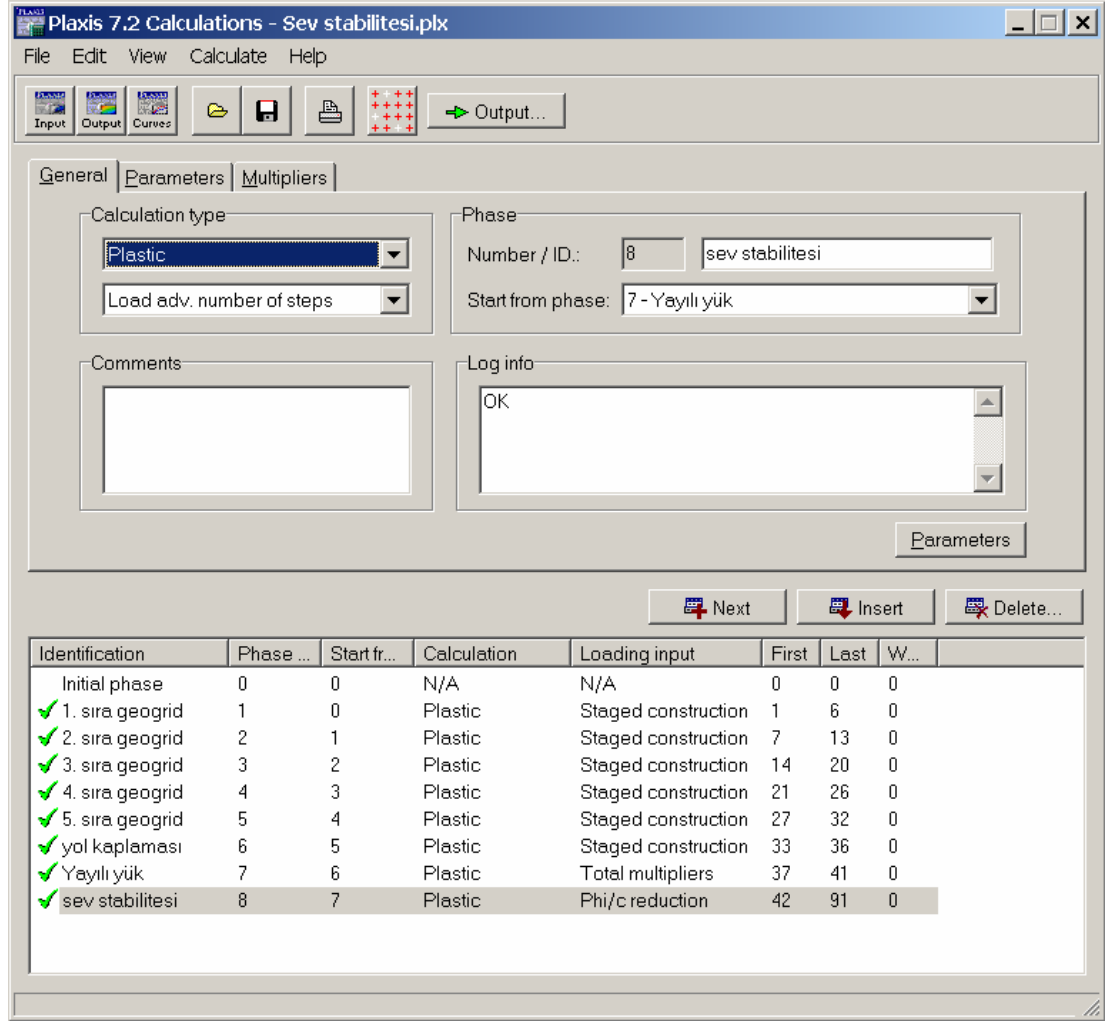 Plaxis 7.2 Calculations - Sev stabilitesi.plx
File Edit View Calculate Help
Input Output Curves Output...
General Parameters Multipliers
Calculation type
Plastic
Load adv. number of steps
Phase
Number / ID.: 8 sev stabilitesi
Start from phase: 7 - Yayılı yük
Comments
Log info
OK
Parameters
Next Insert Delete...
Identification Phase ... Start fr... Calculation Loading input First Last W...
Initial phase 0 0 N/A N/A 0 0 0
1. sıra geogrid 1 0 Plastic Staged construction 1 6 0
2. sıra geogrid 2 1 Plastic Staged construction 7 13 0
3. sıra geogrid 3 2 Plastic Staged construction 14 20 0
4. sıra geogrid 4 3 Plastic Staged construction 21 26 0
5. sıra geogrid 5 4 Plastic Staged construction 27 32 0
yol kaplaması 6 5 Plastic Staged construction 33 36 0
Yayılı yük 7 6 Plastic Total multipliers 37 41 0
sev stabilitesi 8 7 Plastic Phi/c reduction 42 91 0